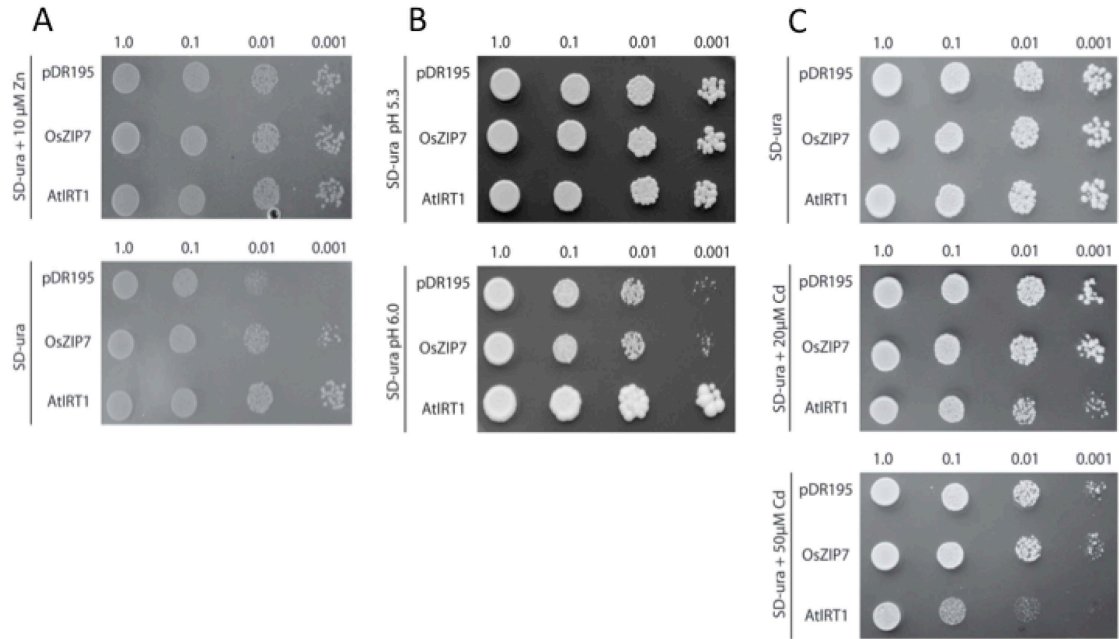 A
1.0 0.1 0.01 0.001
SD-ura + 10 µM Zn
pDR195
OsZIP7
AtIRT1
1.0 0.1 0.01 0.001
SD-ura
pDR195
OsZIP7
AtIRT1
B
1.0 0.1 0.01 0.001
SD-ura pH 5.3
pDR195
OsZIP7
AtIRT1
1.0 0.1 0.01 0.001
SD-ura pH 6.0
pDR195
OsZIP7
AtIRT1
C
1.0 0.1 0.01 0.001
SD-ura
pDR195
OsZIP7
AtIRT1
1.0 0.1 0.01 0.001
SD-ura + 20µM Cd
pDR195
OsZIP7
AtIRT1
1.0 0.1 0.01 0.001
SD-ura + 50µM Cd
pDR195
OsZIP7
AtIRT1